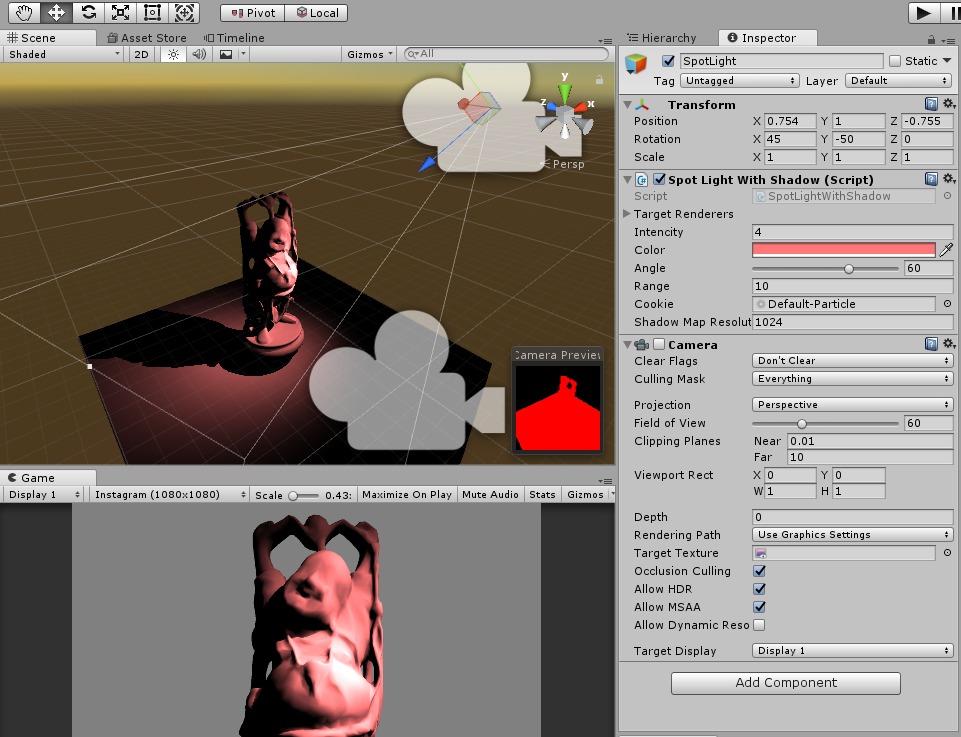 Pivot Local
Scene Asset Store Timeline
Shaded 2D Gizmos All
y
z x
Persp
Camera Preview
Game
Display 1 Instagram (1080x1080) Scale 0.43: Maximize On Play Mute Audio Stats Gizmos
Hierarchy Inspector
SpotLight Static
Tag Untagged Layer Default
Transform
Position X 0.754 Y 1 Z -0.755
Rotation X 45 Y -50 Z 0
Scale X 1 Y 1 Z 1
Spot Light With Shadow (Script)
Script SpotLightWithShadow
Target Renderers
Intencity 4
Color
Angle 60
Range 10
Cookie Default-Particle
Shadow Map Resolut 1024
Camera
Clear Flags Don't Clear
Culling Mask Everything
Projection Perspective
Field of View 60
Clipping Planes Near 0.01
Far 10
Viewport Rect X 0 Y 0
W 1 H 1
Depth 0
Rendering Path Use Graphics Settings
Target Texture
Occlusion Culling
Allow HDR
Allow MSAA
Allow Dynamic Reso
Target Display Display 1
Add Component